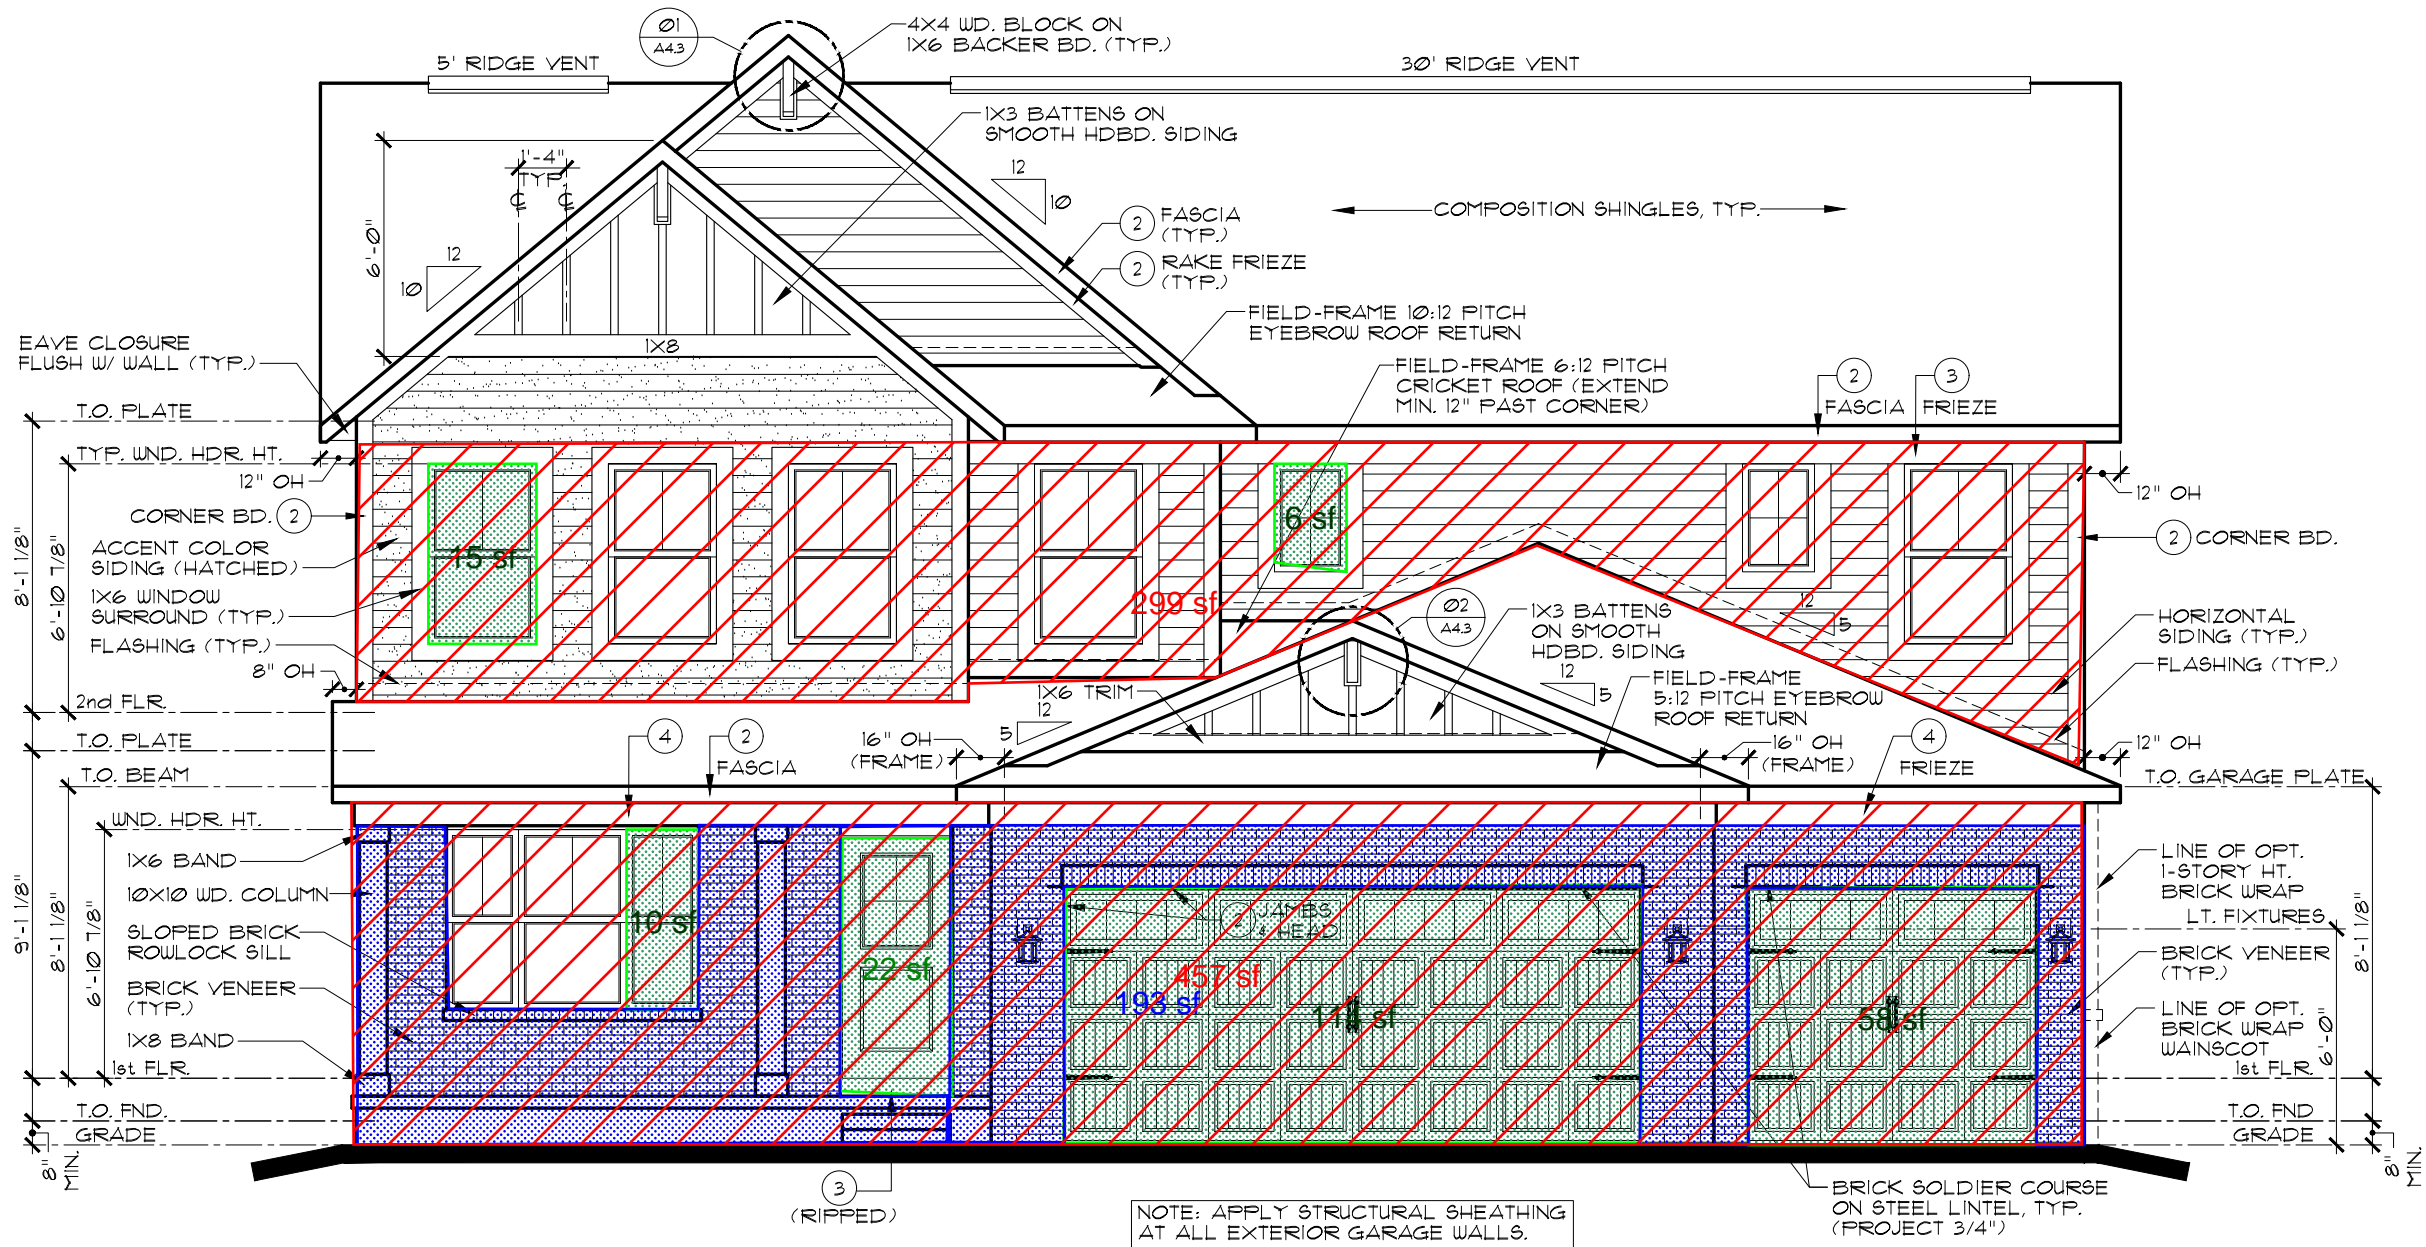 Ø1
A4.3
4X4 WD. BLOCK ON
1X6 BACKER BD. (TYP.)
5' RIDGE VENT
30' RIDGE VENT
1X3 BATTENS ON
SMOOTH HDBD. SIDING
1'-4"
TYP.
12
10
6'-0"
COMPOSITION SHINGLES, TYP.
2
FASCIA
(TYP.)
2
RAKE FRIEZE
(TYP.)
12
10
FIELD-FRAME 10:12 PITCH
EYEBROW ROOF RETURN
EAVE CLOSURE
FLUSH W/ WALL (TYP.)
1X8
FIELD-FRAME 6:12 PITCH
CRICKET ROOF (EXTEND
MIN. 12" PAST CORNER)
2
FASCIA
3
FRIEZE
T.O. PLATE
TYP. WND. HDR. HT.
12" OH
12" OH
CORNER BD. 2
2 CORNER BD.
ACCENT COLOR
SIDING (HATCHED)
15 sf
6 sf
299 sf
1X6 WINDOW
SURROUND (TYP.)
FLASHING (TYP.)
8" OH
8'-1 1/8"
6'-10 7/8"
Ø2
A4.3
1X3 BATTENS
ON SMOOTH
HDBD. SIDING
12
5
12
5
HORIZONTAL
SIDING (TYP.)
FLASHING (TYP.)
2nd FLR.
1X6 TRIM
12
5
FIELD-FRAME
5:12 PITCH EYEBROW
ROOF RETURN
T.O. PLATE
4
2
FASCIA
16" OH
(FRAME)
16" OH
(FRAME)
4
FRIEZE
12" OH
T.O. BEAM
T.O. GARAGE PLATE
WND. HDR. HT.
1X6 BAND
10X10 WD. COLUMN
SLOPED BRICK
ROWLOCK SILL
BRICK VENEER
(TYP.)
1X8 BAND
1st FLR.
9'-1 1/8"
8'-1 1/8"
6'-10 7/8"
10 sf
22 sf
2
JAMBS
& HEAD
457 sf
193 sf
114 sf
58 sf
LINE OF OPT.
1-STORY HT.
BRICK WRAP
LT. FIXTURES
BRICK VENEER
(TYP.)
LINE OF OPT.
BRICK WRAP
WAINSCOT
1st FLR.
8'-1 1/8"
6'-0"
T.O. FND.
GRADE
T.O. FND
GRADE
8"
MIN.
8"
MIN.
3
(RIPPED)
NOTE: APPLY STRUCTURAL SHEATHING
AT ALL EXTERIOR GARAGE WALLS.
BRICK SOLDIER COURSE
ON STEEL LINTEL, TYP.
(PROJECT 3/4")